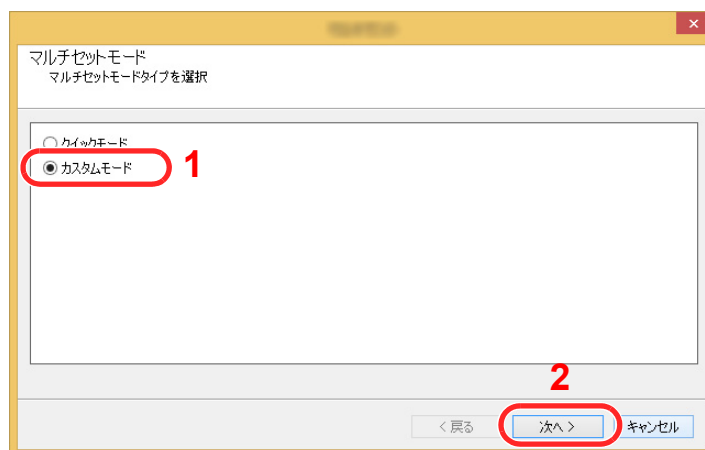 マルチセットモード
マルチセットモードタイプを選択
クイックモード
カスタムモード 1
2
< 戻る 次へ > キャンセル